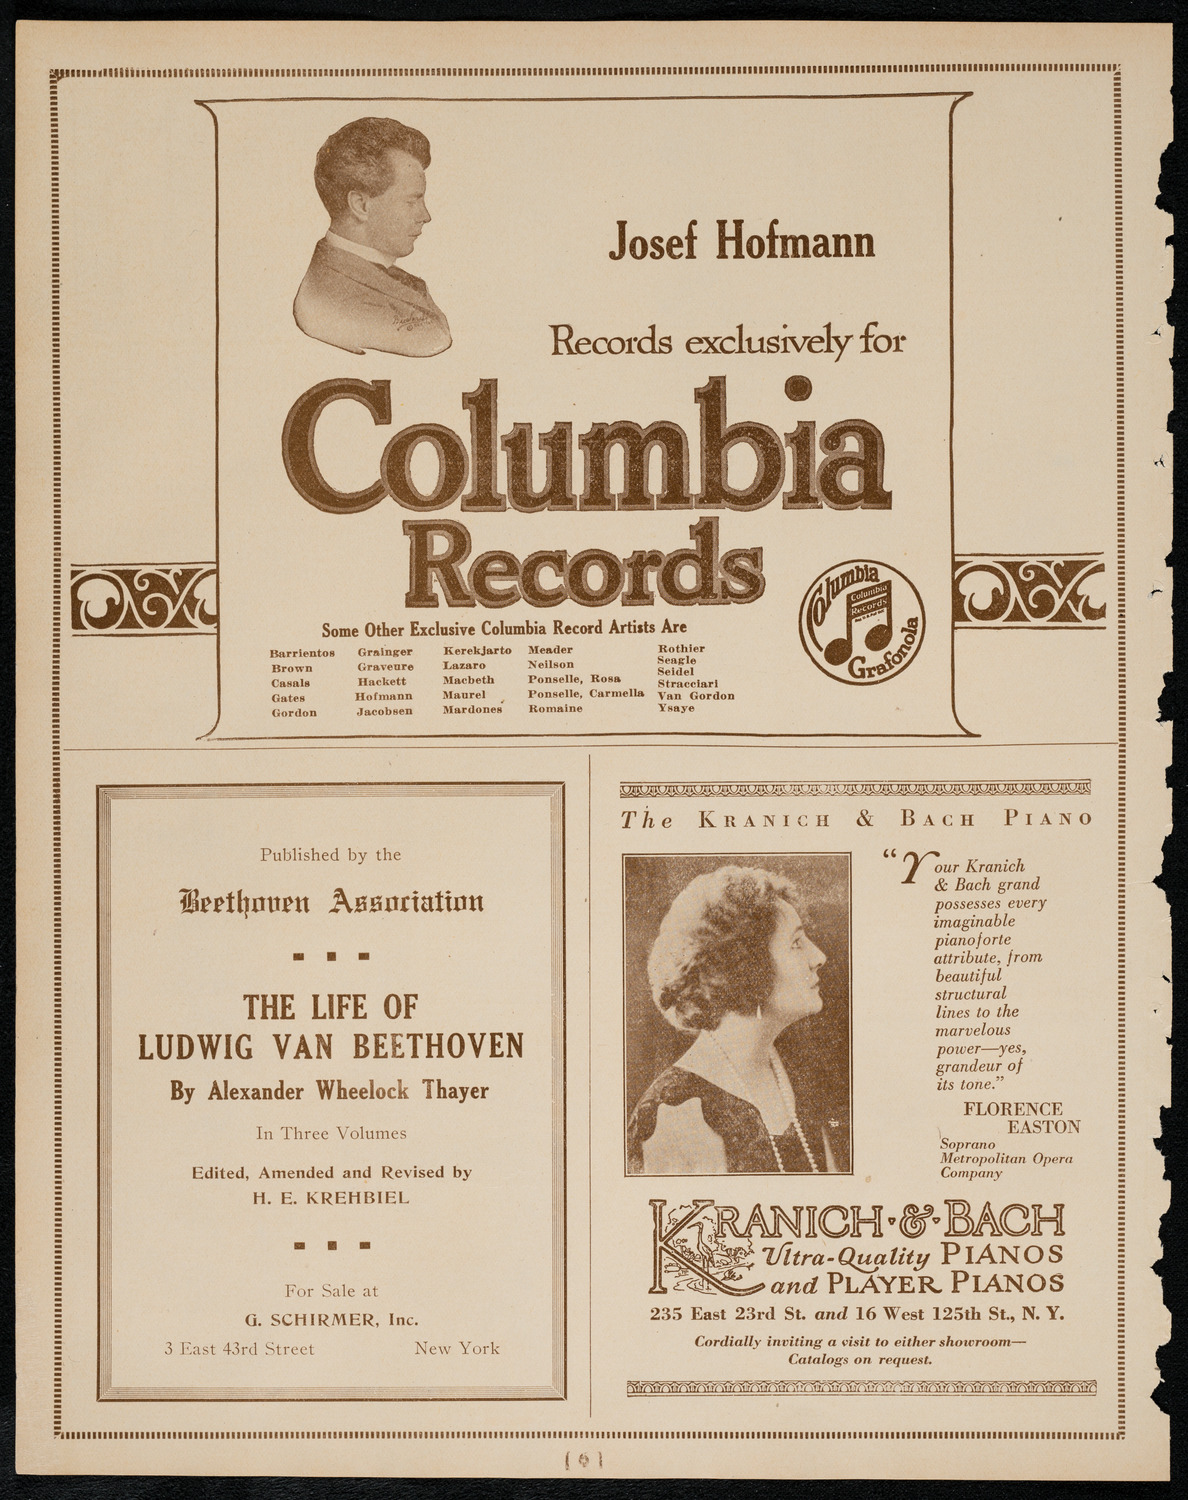 Josef Hofmann
Records exclusively for
Columbia
Records
Some Other Exclusive Columbia Record Artists Are
Barrientos
Brown
Casals
Gates
Gordon
Grainger
Graveure
Hackett
Hofmann
Jacobsen
Kerekjarto
Lazaro
Macbeth
Maurel
Mardones
Meader
Neilson
Ponselle, Rosa
Ponselle, Carmella
Romaine
Rothier
Seagle
Seidel
Stracciari
Van Gordon
Ysaye
Columbia
Columbia
Records
Grafonola
Published by the
Beethoven Association
THE LIFE OF
LUDWIG VAN BEETHOVEN
By Alexander Wheelock Thayer
In Three Volumes
Edited, Amended and Revised by
H. E. KREHBIEL
For Sale at
G. SCHIRMER, Inc.
3 East 43rd Street New York
The KRANICH & BACH PIANO
"Your Kranich
& Bach grand
possesses every
imaginable
pianoforte
attribute, from
beautiful
structural
lines to the
marvelous
power—yes,
grandeur of
its tone."
FLORENCE
EASTON
Soprano
Metropolitan Opera
Company
KRANICH·&·BACH
Ultra-Quality PIANOS
and PLAYER PIANOS
235 East 23rd St. and 16 West 125th St., N. Y.
Cordially inviting a visit to either showroom—
Catalogs on request.